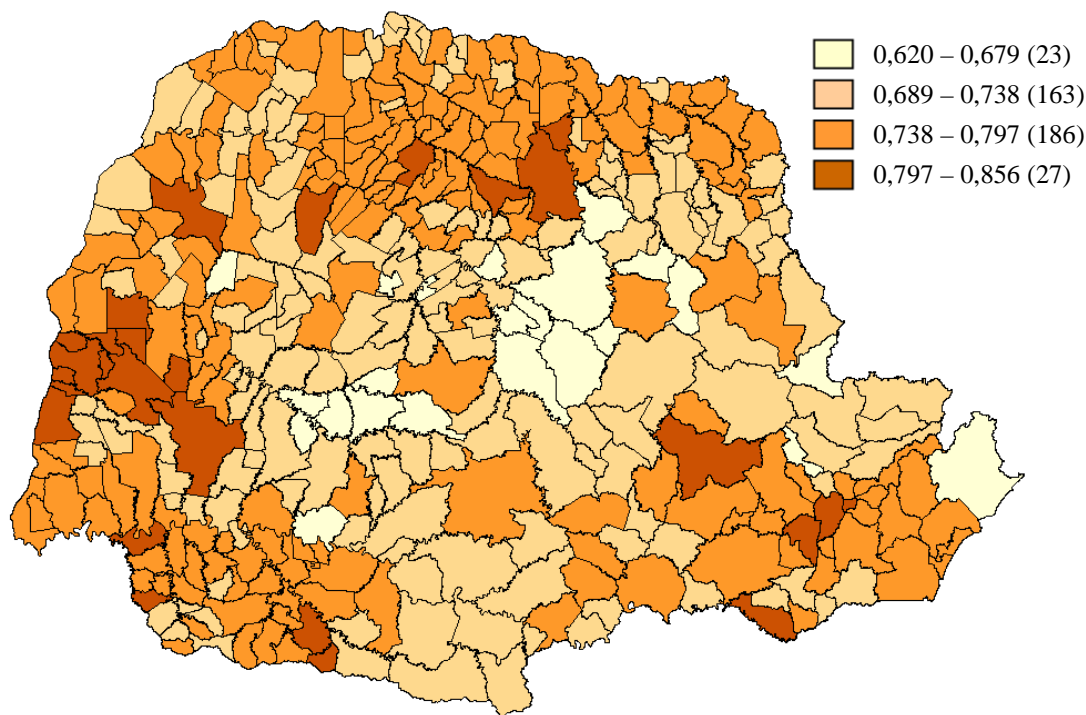 0,620 – 0,679 (23)
0,689 – 0,738 (163)
0,738 – 0,797 (186)
0,797 – 0,856 (27)